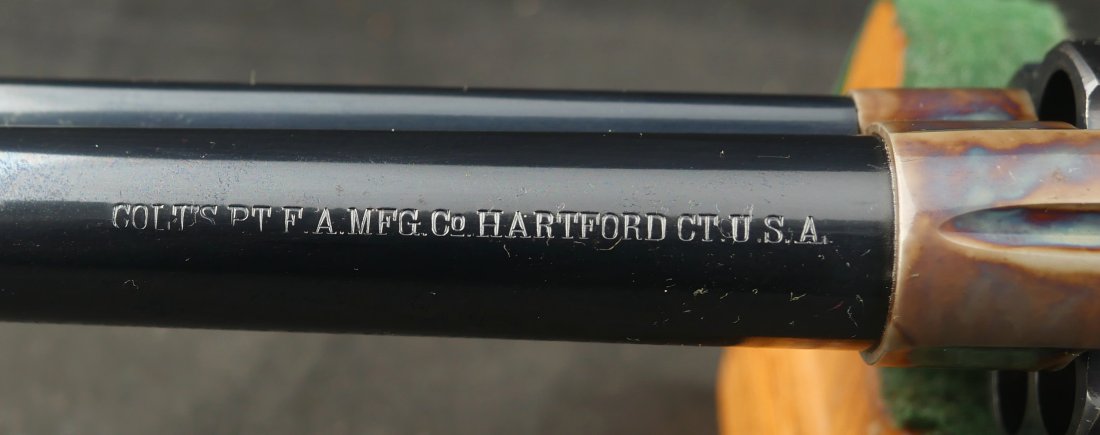 COLT'S PT. F. A. MFG. Co. HARTFORD CT. U.S.A.